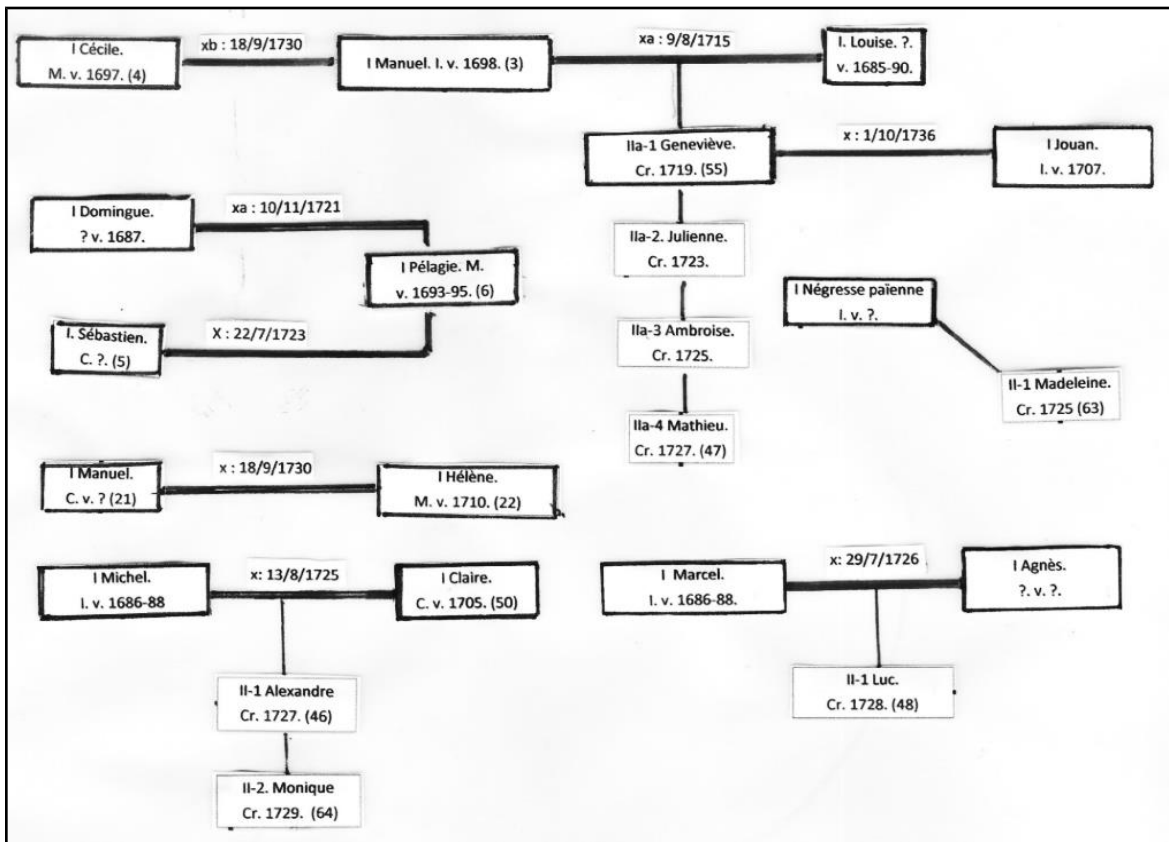 I Cécile.
M. v. 1697. (4)
xb : 18/9/1730
I Manuel. I. v. 1698. (3)
xa : 9/8/1715
I. Louise. ?.
v. 1685-90.
IIa-1 Geneviève.
Cr. 1719. (55)
x : 1/10/1736
I Jouan.
I. v. 1707.
I Domingue.
? v. 1687.
xa : 10/11/1721
I Pélagie. M.
v. 1693-95. (6)
I. Sébastien.
C. ?. (5)
X : 22/7/1723
IIa-2. Julienne.
Cr. 1723.
IIa-3 Ambroise.
Cr. 1725.
IIa-4 Mathieu.
Cr. 1727. (47)
I Négresse païenne
I. v. ?.
II-1 Madeleine.
Cr. 1725 (63)
I Manuel.
C. v. ? (21)
x : 18/9/1730
I Hélène.
M. v. 1710. (22)
I Michel.
I. v. 1686-88
x: 13/8/1725
I Claire.
C. v. 1705. (50)
II-1 Alexandre
Cr. 1727. (46)
II-2. Monique
Cr. 1729. (64)
I Marcel.
I. v. 1686-88.
x: 29/7/1726
I Agnès.
?. v. ?.
II-1 Luc.
Cr. 1728. (48)